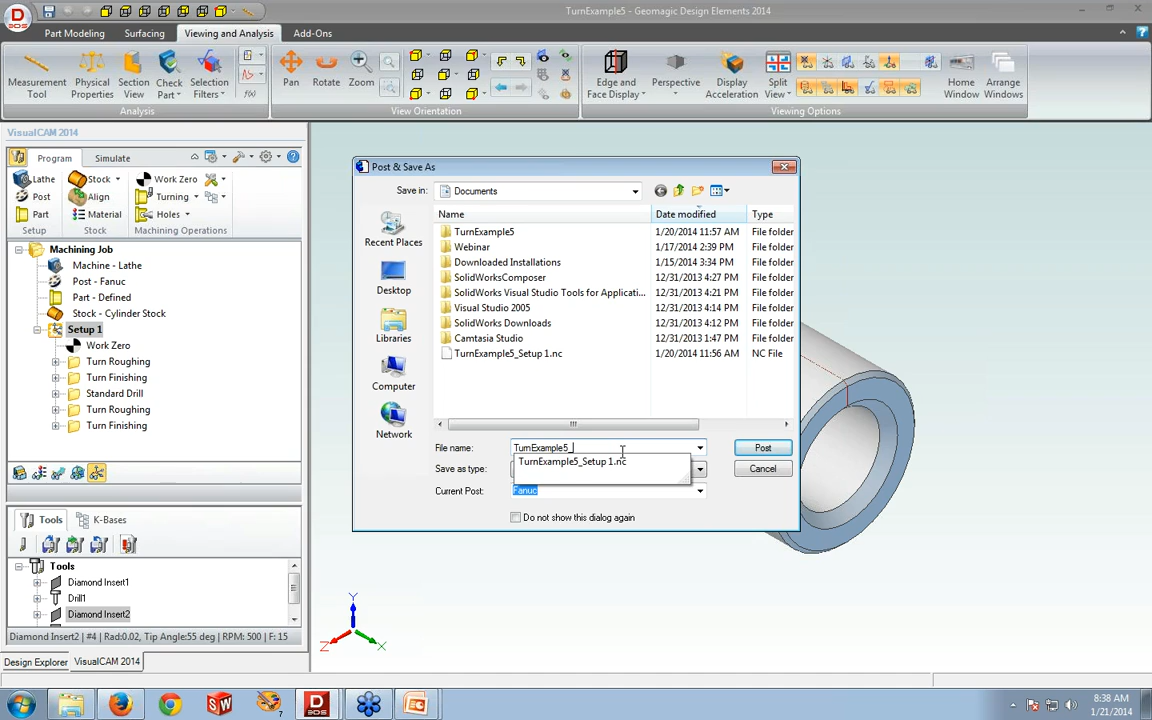 TurnExample5 - Geomagic Design Elements 2014
Part Modeling
Surfacing
Viewing and Analysis
Add-Ons
Measurement Tool
Physical Properties
Section View
Check Part
Selection Filters
f(x)
Pan
Rotate
Zoom
Edge and Face Display
Perspective
Display Acceleration
Split View
Home Window
Arrange Windows
Analysis
View Orientation
Viewing Options
VisualCAM 2014
Program
Simulate
Lathe
Stock
Work Zero
Post
Align
Turning
Part
Material
Holes
Setup
Stock
Machining Operations
Machining Job
Machine - Lathe
Post - Fanuc
Part - Defined
Stock - Cylinder Stock
Setup 1
Work Zero
Turn Roughing
Turn Finishing
Standard Drill
Turn Roughing
Turn Finishing
Tools
K-Bases
Tools
Diamond Insert1
Drill1
Diamond Insert2
Diamond Insert2 | #4 | Rad:0.02, Tip Angle:55 deg | RPM: 500 | F: 15
Design Explorer
VisualCAM 2014
Post & Save As
Save in:
Documents
Recent Places
Desktop
Libraries
Computer
Network
Name
Date modified
Type
TurnExample5
1/20/2014 11:57 AM
File folder
Webinar
1/17/2014 2:39 PM
File folder
Downloaded Installations
1/15/2014 3:34 PM
File folder
SolidWorksComposer
12/31/2013 4:27 PM
File folder
SolidWorks Visual Studio Tools for Applicati...
12/31/2013 4:21 PM
File folder
Visual Studio 2005
12/31/2013 4:14 PM
File folder
SolidWorks Downloads
12/31/2013 4:12 PM
File folder
Camtasia Studio
12/31/2013 1:47 PM
File folder
TurnExample5_Setup 1.nc
1/20/2014 11:56 AM
NC File
File name:
TurnExample5_
Post
TurnExample5_Setup 1.nc
Save as type:
Cancel
Current Post:
Fanuc
Do not show this dialog again
Y
Z
X
8:38 AM
1/21/2014